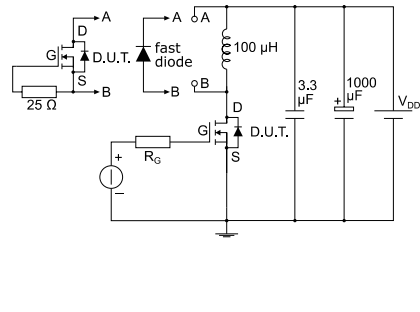 A A A
D
G D.U.T. fast diode 100 µH
S
B B B
25 Ω
3.3 µF
1000 µF
+
V_DD
D
G D.U.T.
S
R_G
+
−